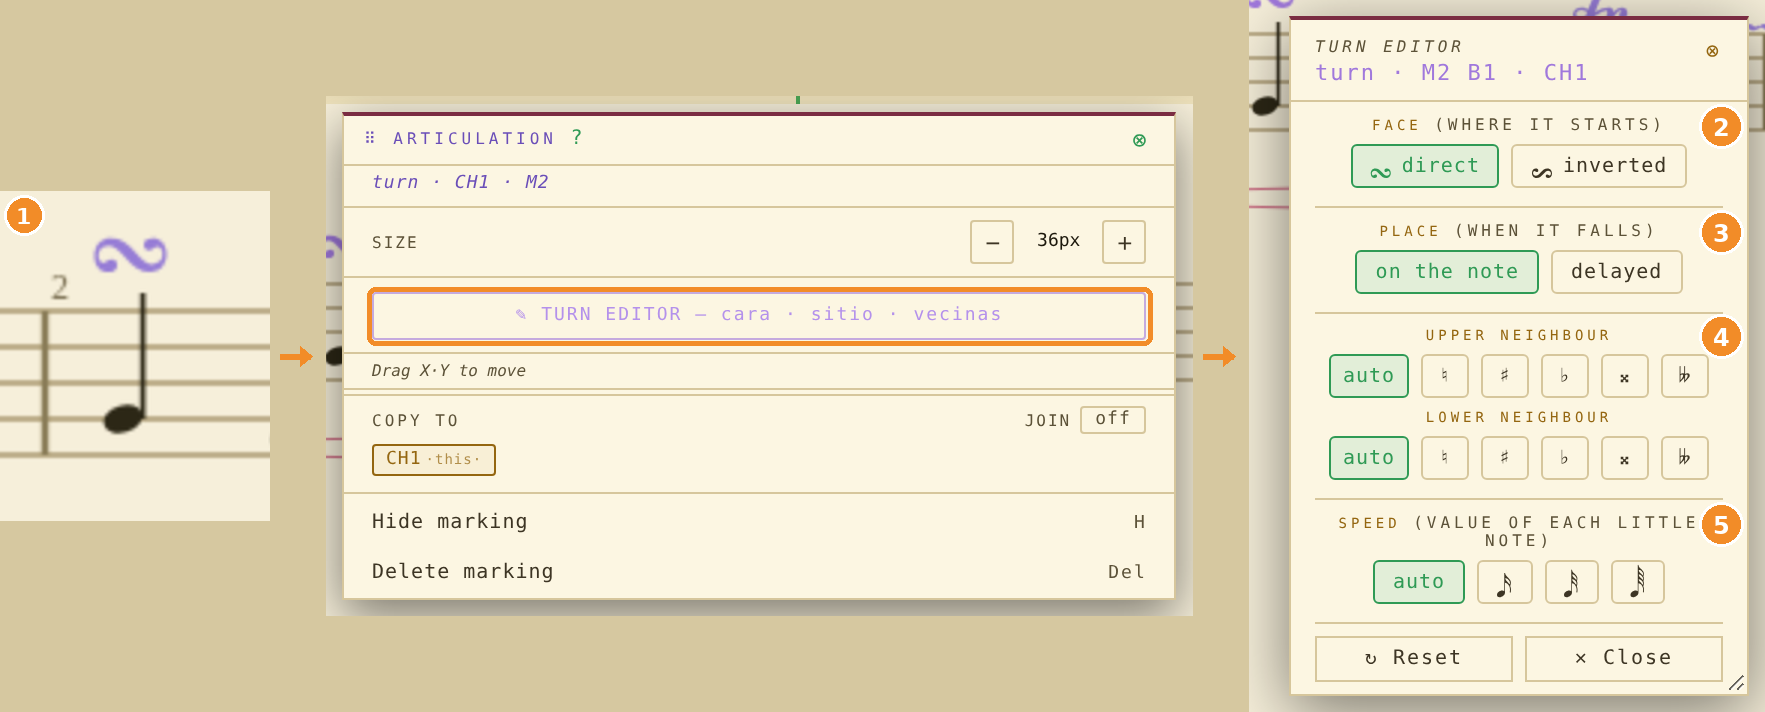 1
2
⠿ ARTICULATION ? ⊗
turn · CH1 · M2
SIZE − 36px +
✎ TURN EDITOR — cara · sitio · vecinas
Drag X·Y to move
COPY TO JOIN off
CH1 ·this·
Hide marking H
Delete marking Del
TURN EDITOR ⊗
turn · M2 B1 · CH1
FACE (WHERE IT STARTS) 2
direct inverted
PLACE (WHEN IT FALLS) 3
on the note delayed
UPPER NEIGHBOUR 4
auto ♮ ♯ ♭ 𝄪 𝄫
LOWER NEIGHBOUR
auto ♮ ♯ ♭ 𝄪 𝄫
SPEED (VALUE OF EACH LITTLE 5
NOTE)
auto 𝅘𝅥𝅯 𝅘𝅥𝅰 𝅘𝅥𝅱
↻ Reset × Close